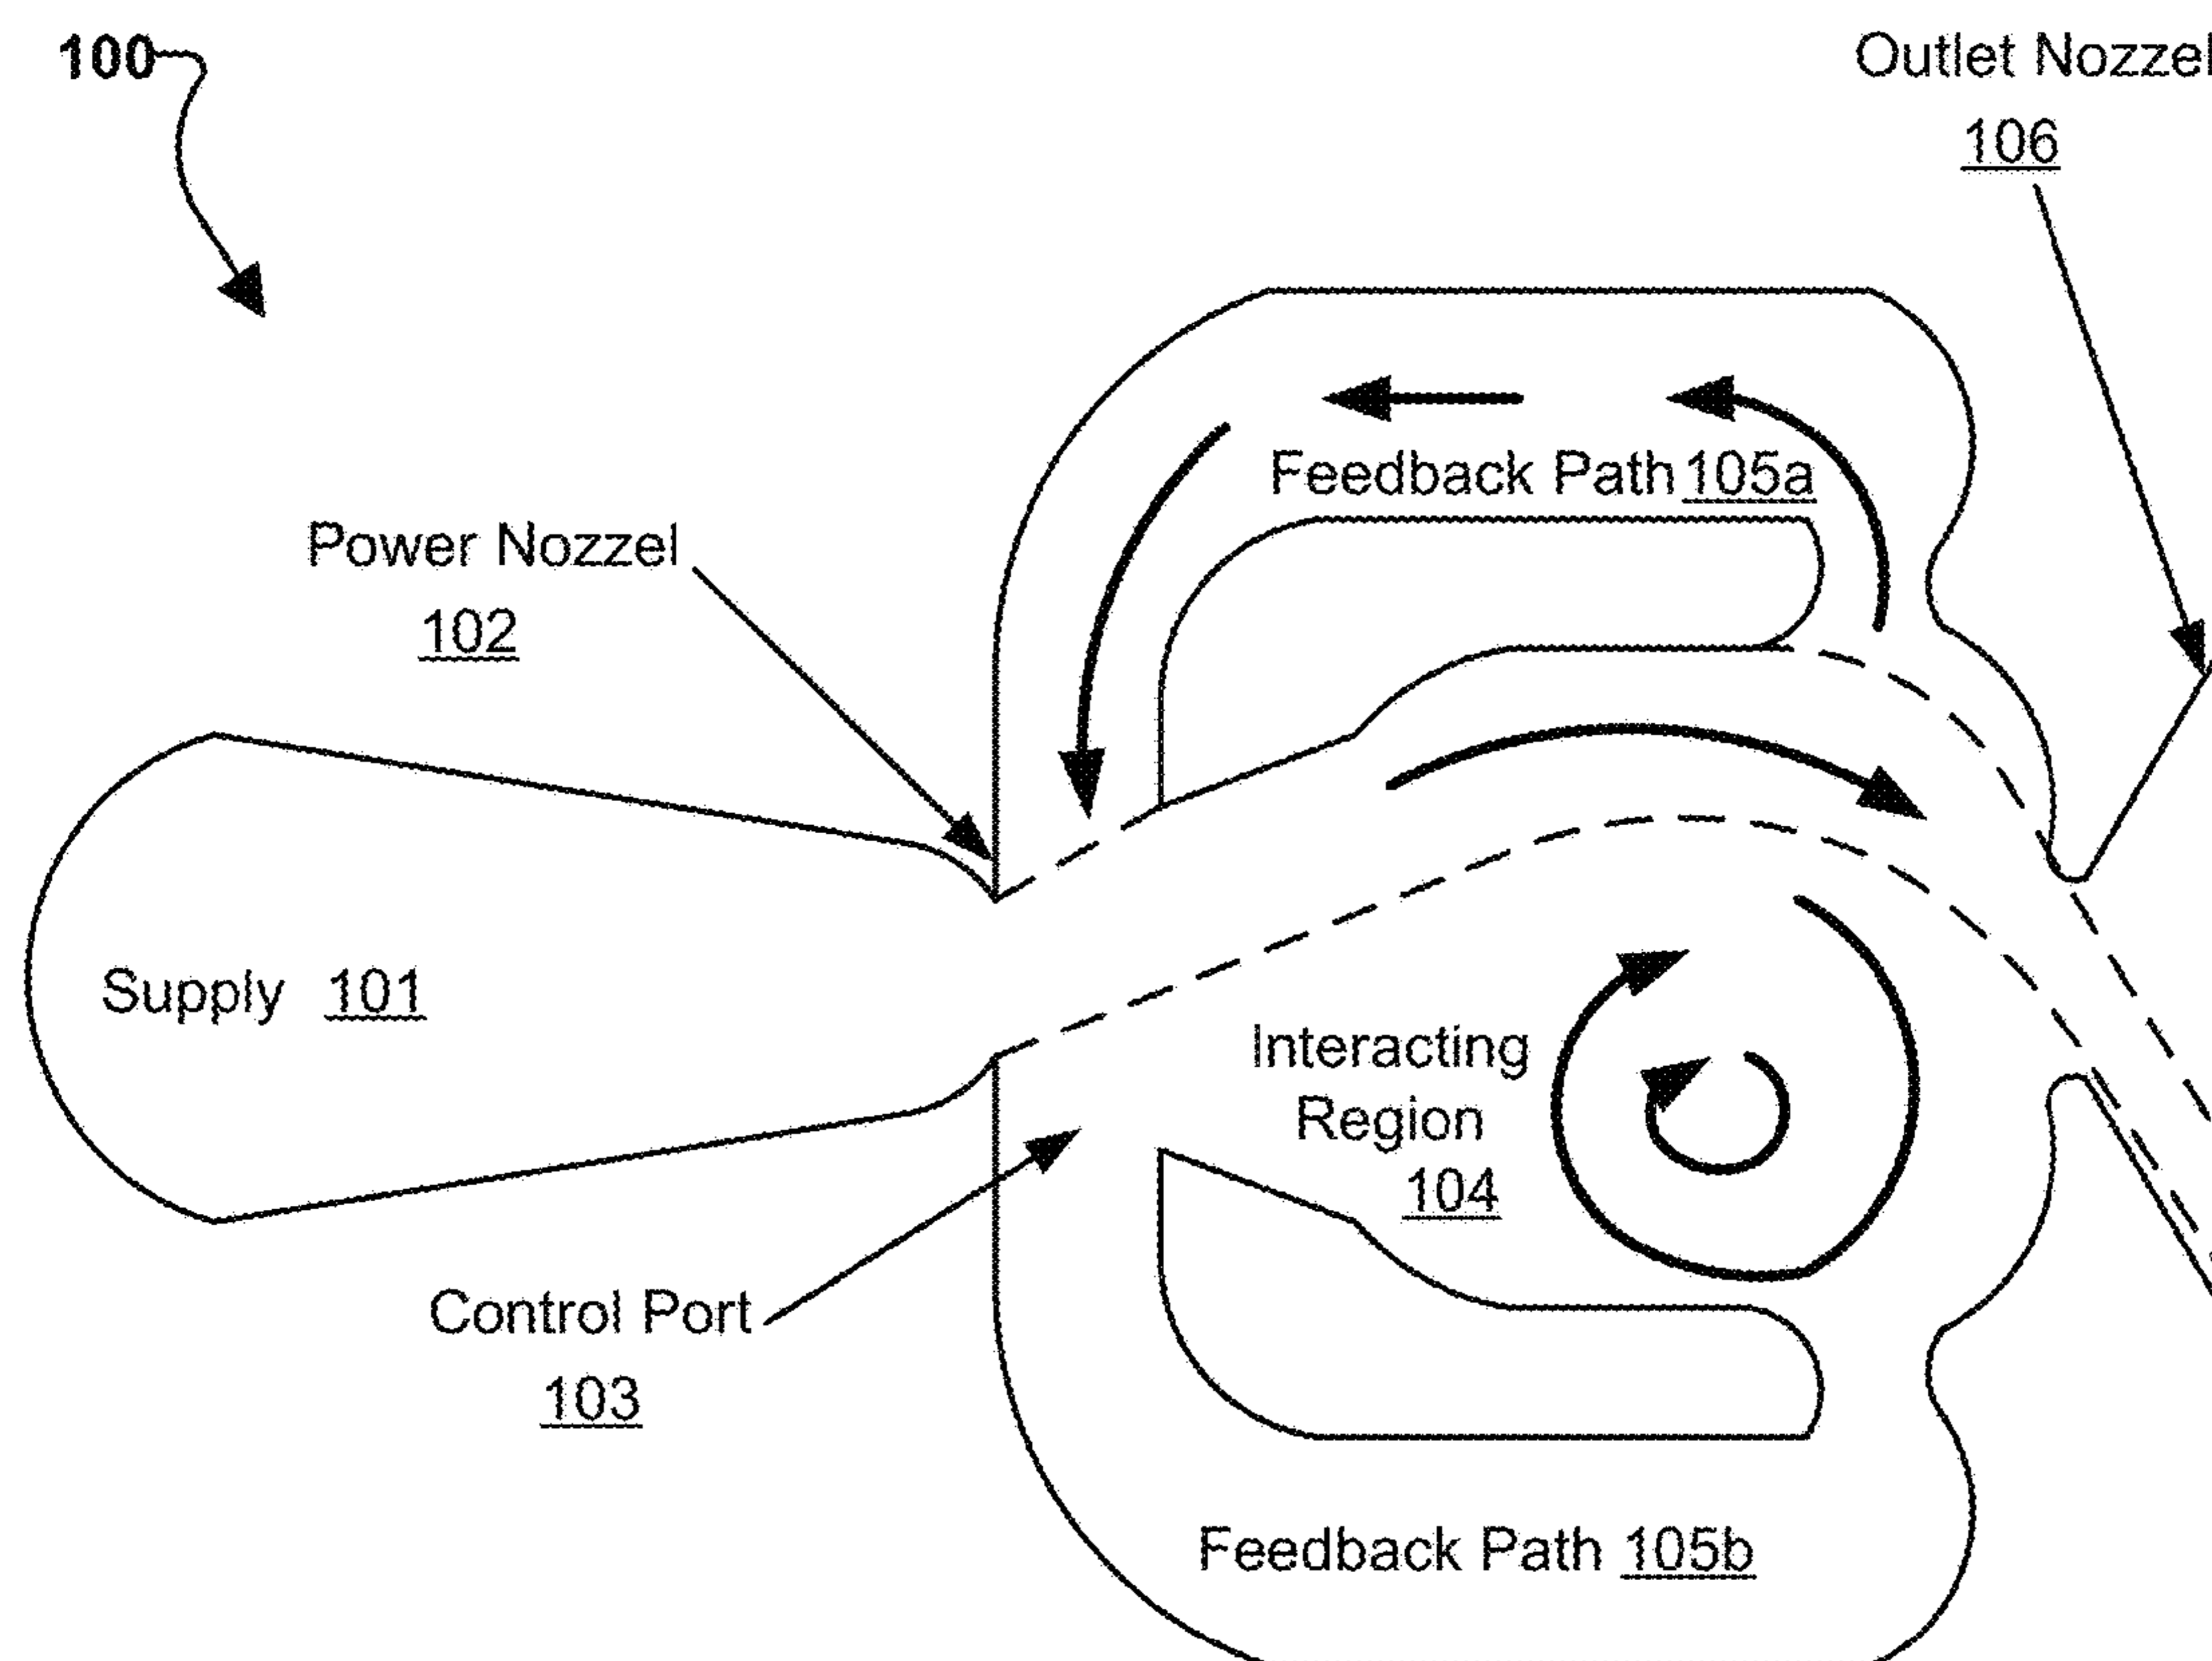 100
Outlet Nozzel
106
Feedback Path 105a
Power Nozzel
102
Supply 101
Interacting
Region
104
Control Port
103
Feedback Path 105b